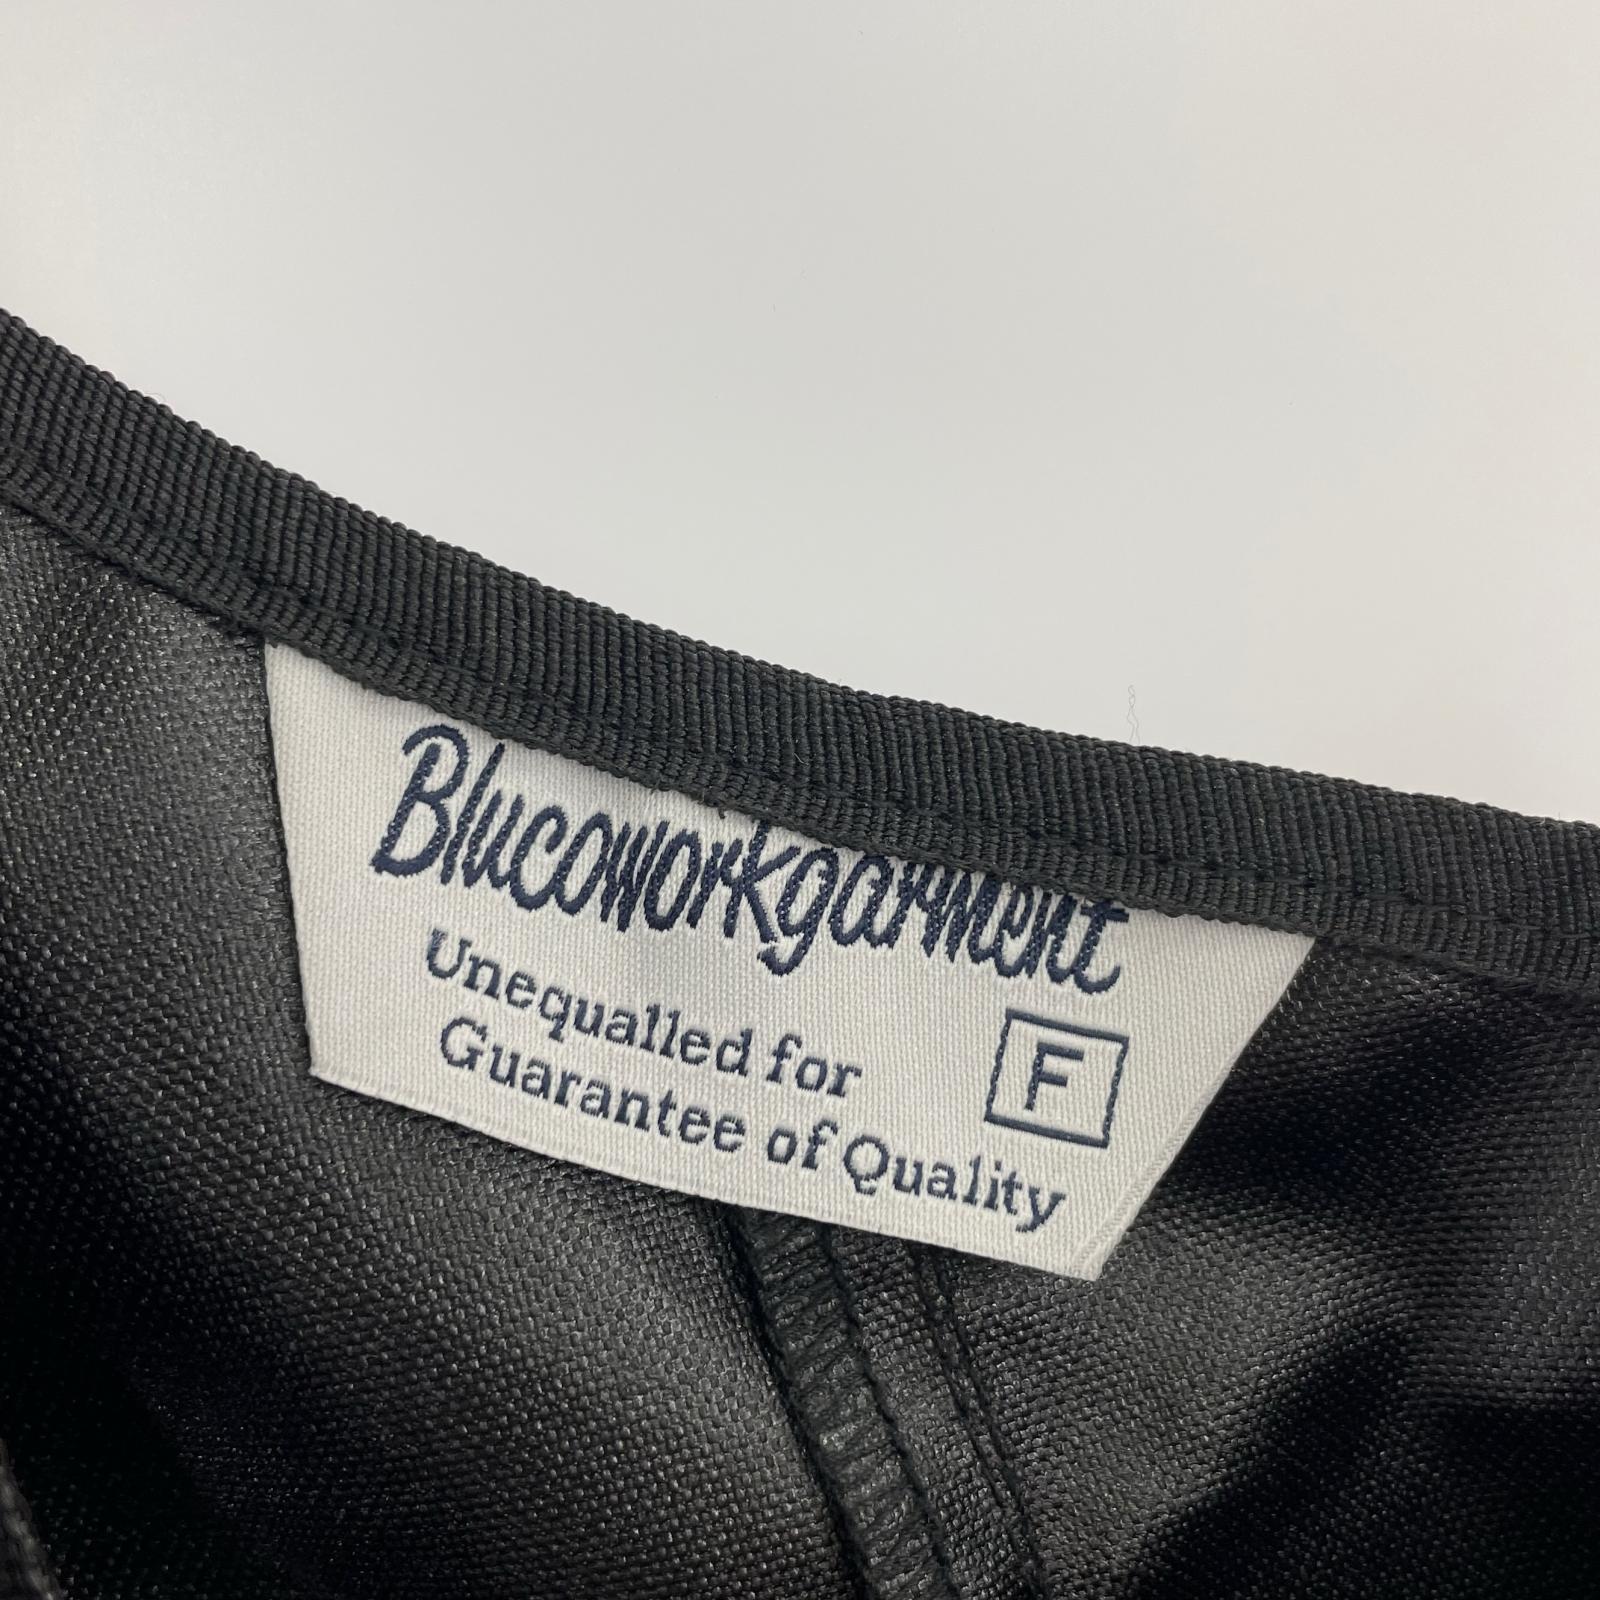 Blucoworkgarment
Unequalled for
Guarantee of Quality
F